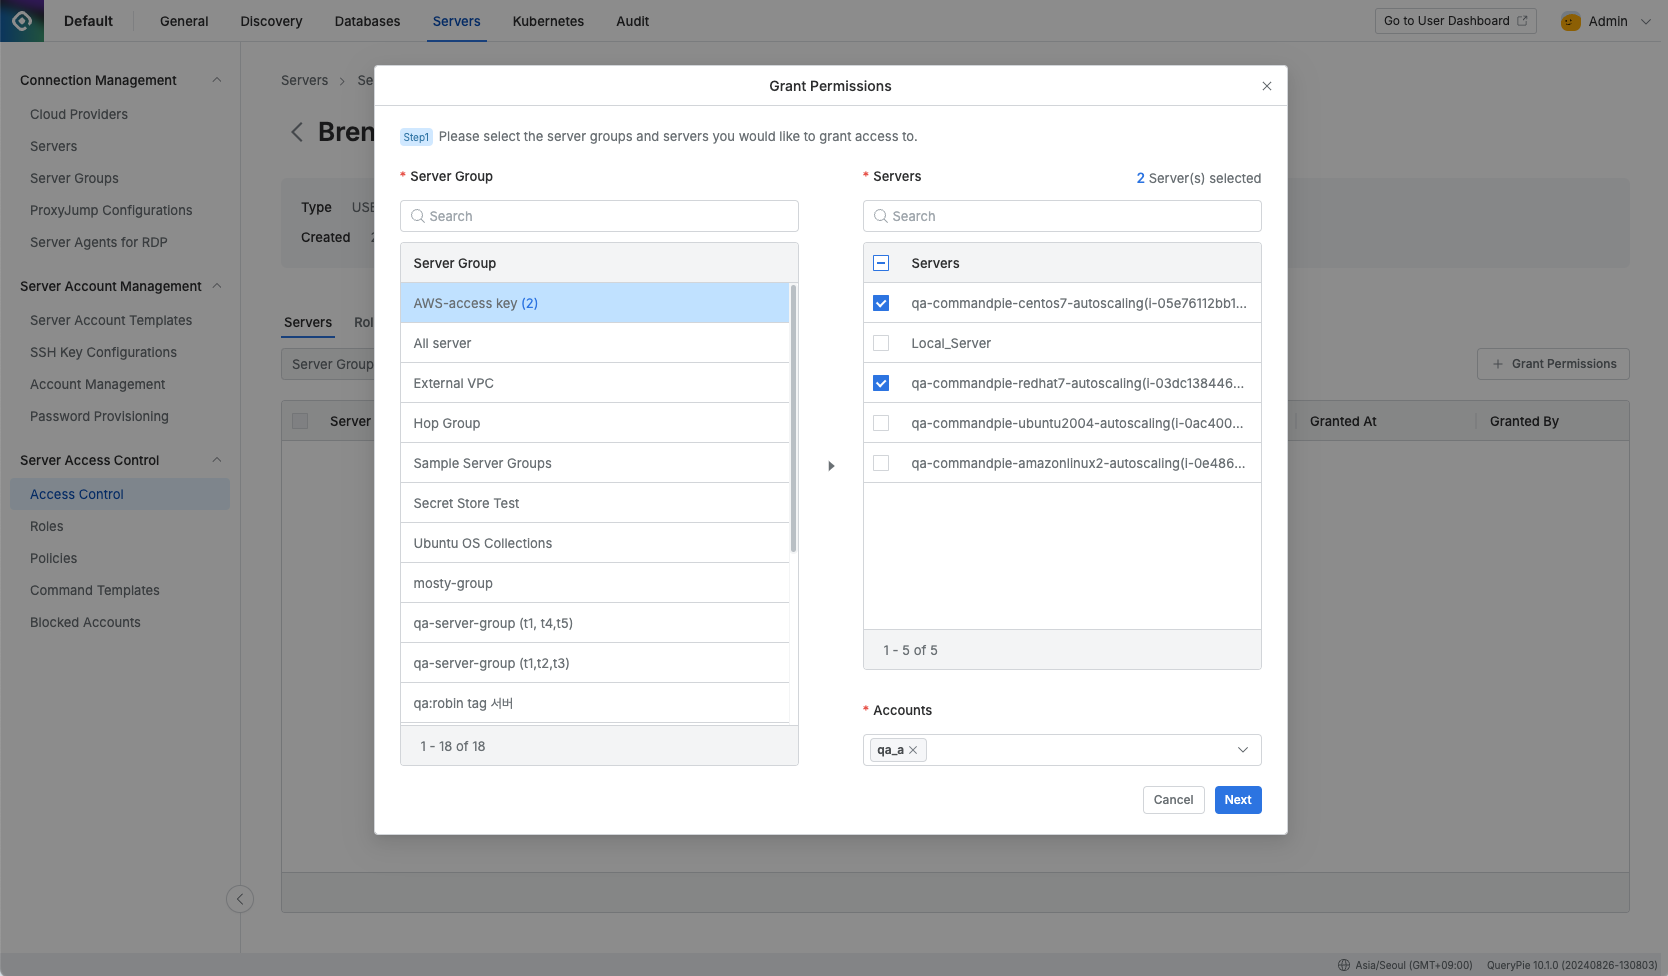 Default
General
Discovery
Databases
Servers
Kubernetes
Audit
Go to User Dashboard
Admin
Connection Management
Cloud Providers
Servers
Server Groups
ProxyJump Configurations
Server Agents for RDP
Server Account Management
Server Account Templates
SSH Key Configurations
Account Management
Password Provisioning
Server Access Control
Access Control
Roles
Policies
Command Templates
Blocked Accounts
Servers > Se
Bren
Type USE
Created 2
Servers
Rol
Server Group
Grant Permissions
Server
Granted At
Granted By
Grant Permissions
Step1 Please select the server groups and servers you would like to grant access to.
* Server Group
Search
Server Group
AWS-access key (2)
All server
External VPC
Hop Group
Sample Server Groups
Secret Store Test
Ubuntu OS Collections
mosty-group
qa-server-group (t1, t4,t5)
qa-server-group (t1,t2,t3)
qa:robin tag 서버
1 - 18 of 18
* Servers
2 Server(s) selected
Search
Servers
qa-commandpie-centos7-autoscaling(i-05e76112bb1...
Local_Server
qa-commandpie-redhat7-autoscaling(i-03dc138446...
qa-commandpie-ubuntu2004-autoscaling(i-0ac400...
qa-commandpie-amazonlinux2-autoscaling(i-0e486...
1 - 5 of 5
* Accounts
qa_a
Cancel
Next
Asia/Seoul (GMT+09:00)
QueryPie 10.1.0 (20240826-130803)